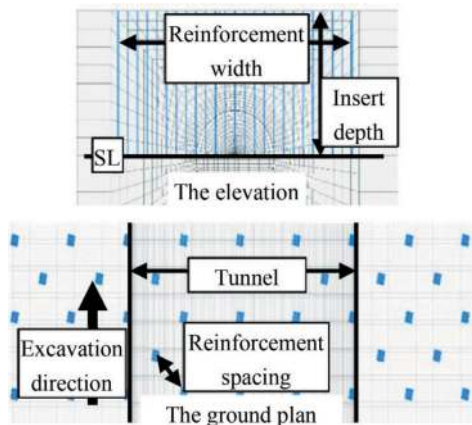 Reinforcement
width
Insert
depth
SL
The elevation
Tunnel
Excavation
direction
Reinforcement
spacing
The ground plan